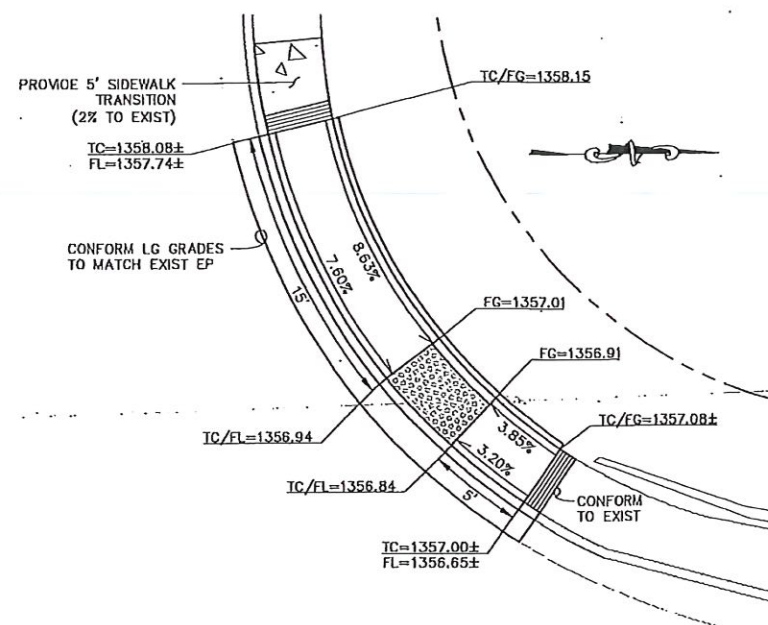 TC/FG=1358.15
PROVIDE 5' SIDEWALK
TRANSITION
(2% TO EXIST)
TC=1358.08±
FL=1357.74±
CONFORM LG GRADES
TO MATCH EXIST EP
8.63%
7.60%
15'
FG=1357.01
FG=1356.91
TC/FG=1357.08±
3.85%
3.20%
TC/FL=1356.94
TC/FL=1356.84
5'
CONFORM
TO EXIST
TC=1357.00±
FL=1356.65±